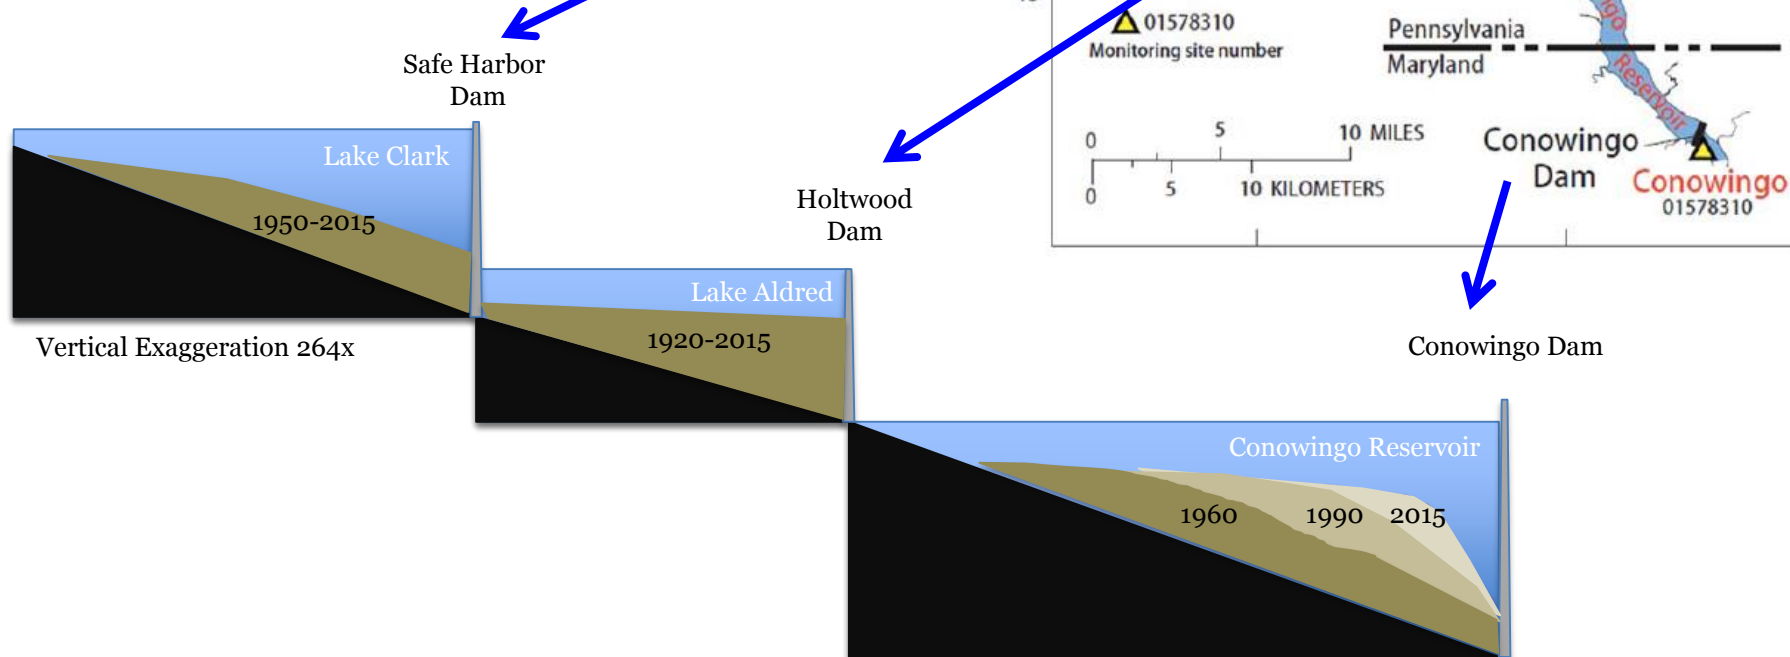 01578310
Monitoring site number
Pennsylvania
Maryland
Reservoir
0 5 10 MILES
0 5 10 KILOMETERS
Conowingo
Dam
Conowingo
01578310
Safe Harbor
Dam
Lake Clark
1950-2015
Vertical Exaggeration 264x
Holtwood
Dam
Lake Aldred
1920-2015
Conowingo Dam
Conowingo Reservoir
1960 1990 2015